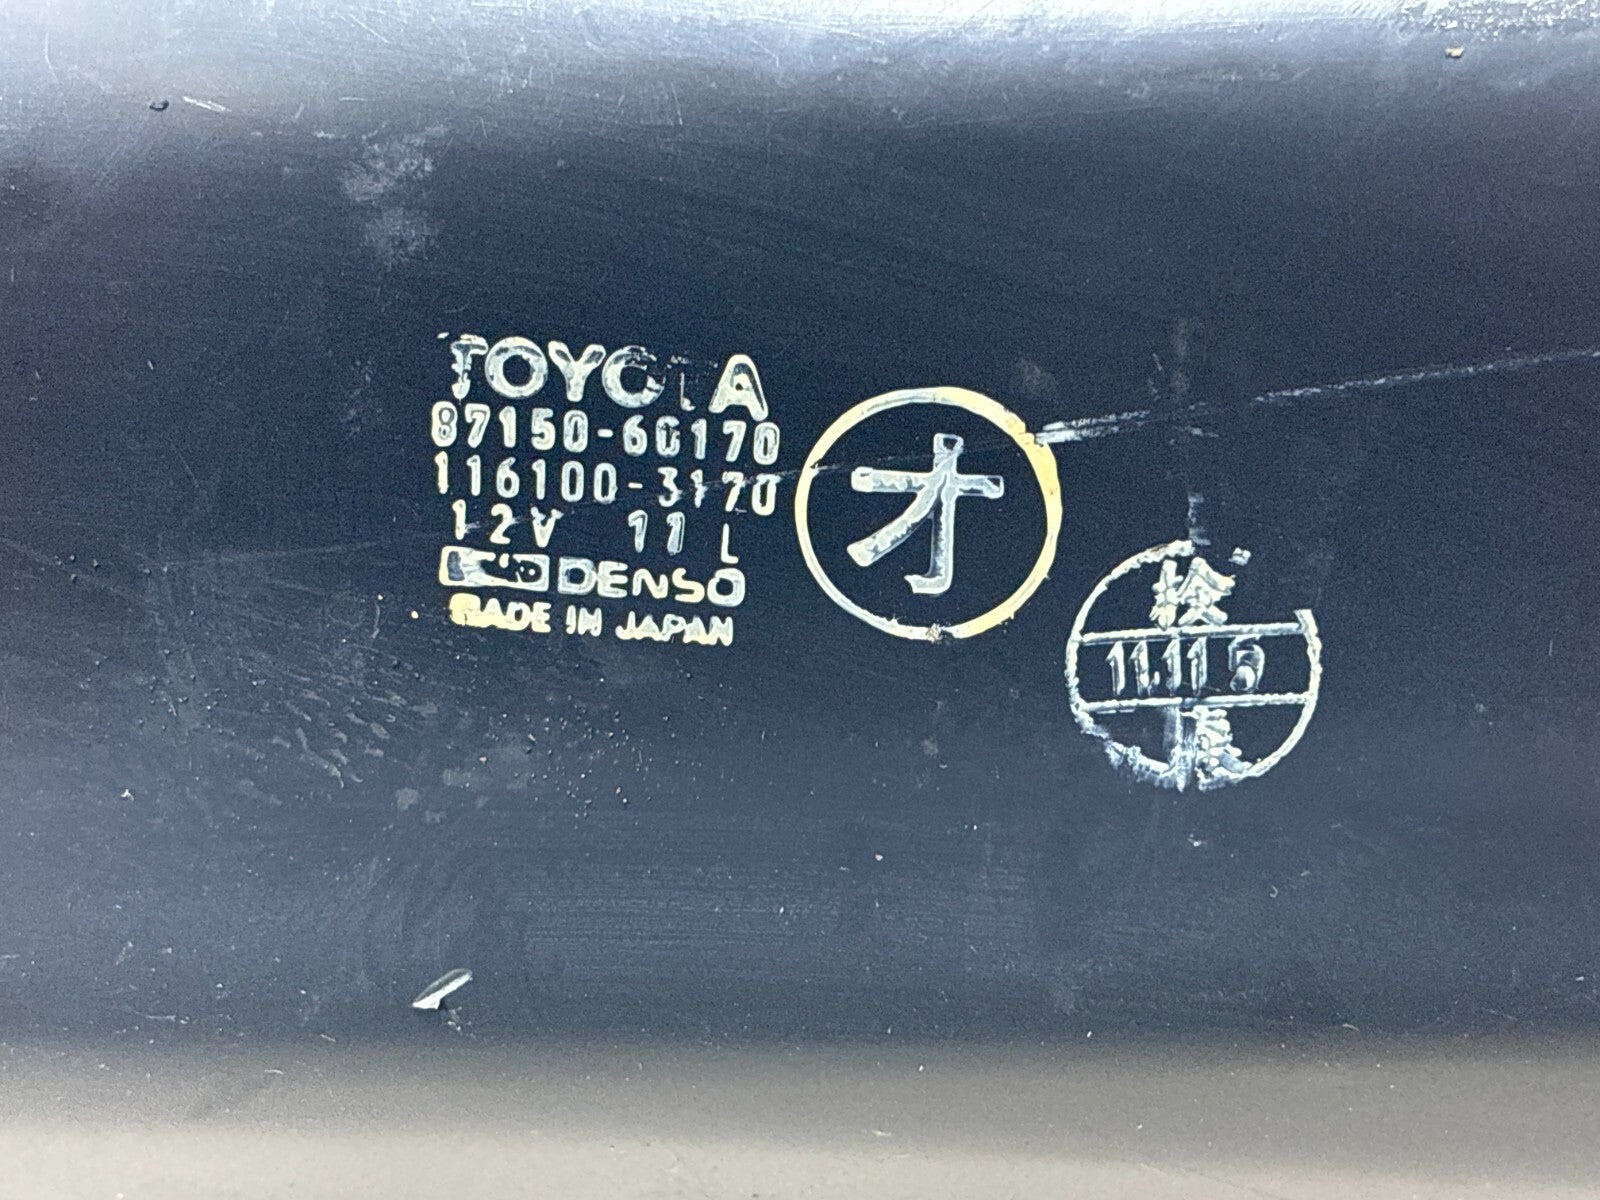 TOYOTA
87150-60170
116100-3170
12V 11 L
DENSO
MADE IN JAPAN
オ
検
11.11 5